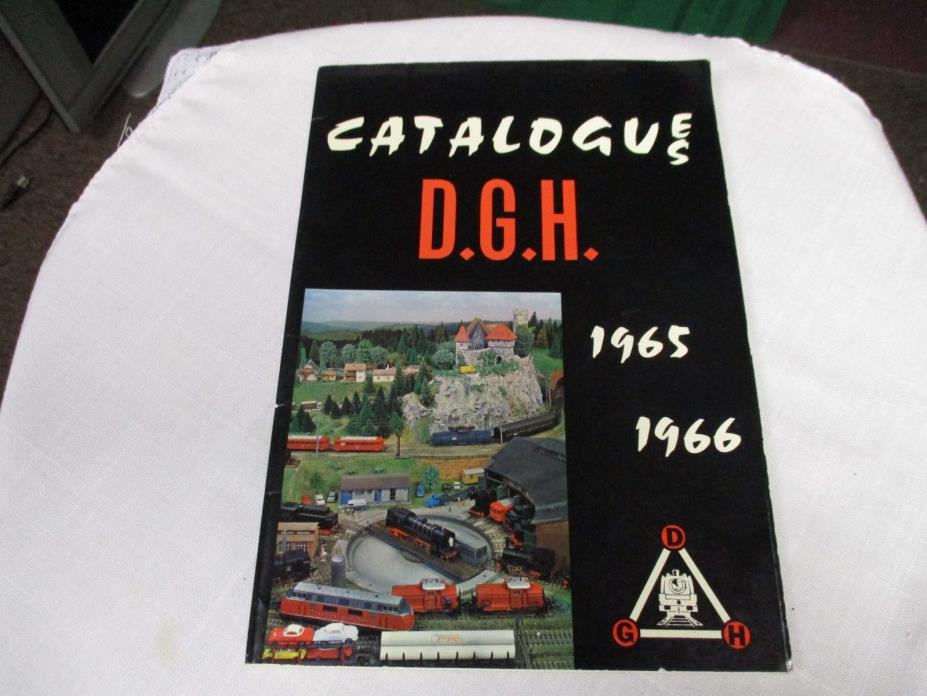 CATALOGUES
D.G.H.
1965
1966
D
G H